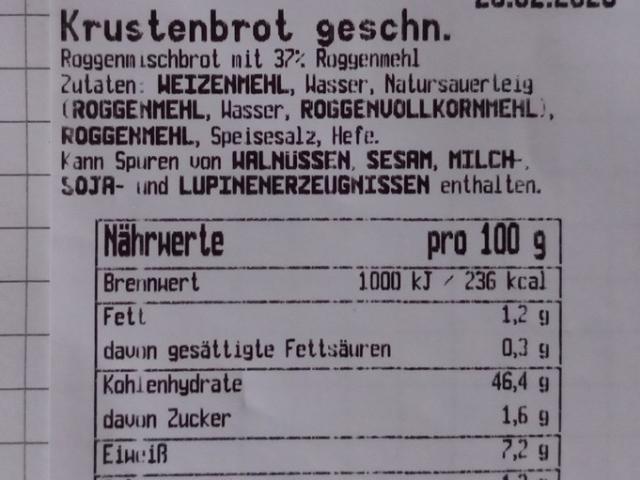 Krustenbrot geschn.
Roggenmischbrot mit 37% Roggenmehl
Zutaten: WEIZENMEHL, Wasser, Natursauerteig
(ROGGENMEHL, Wasser, ROGGENVOLLKORNMEHL),
ROGGENMEHL, Speisesalz, Hefe.
Kann Spuren von WALNÜSSEN, SESAM, MILCH-,
SOJA- und LUPINENERZEUGNISSEN enthalten.
Nährwerte pro 100 g
Brennwert 1000 kJ / 236 kcal
Fett 1,2 g
davon gesättigte Fettsäuren 0,3 g
Kohlenhydrate 46,4 g
davon Zucker 1,6 g
Eiweiß 7,2 g